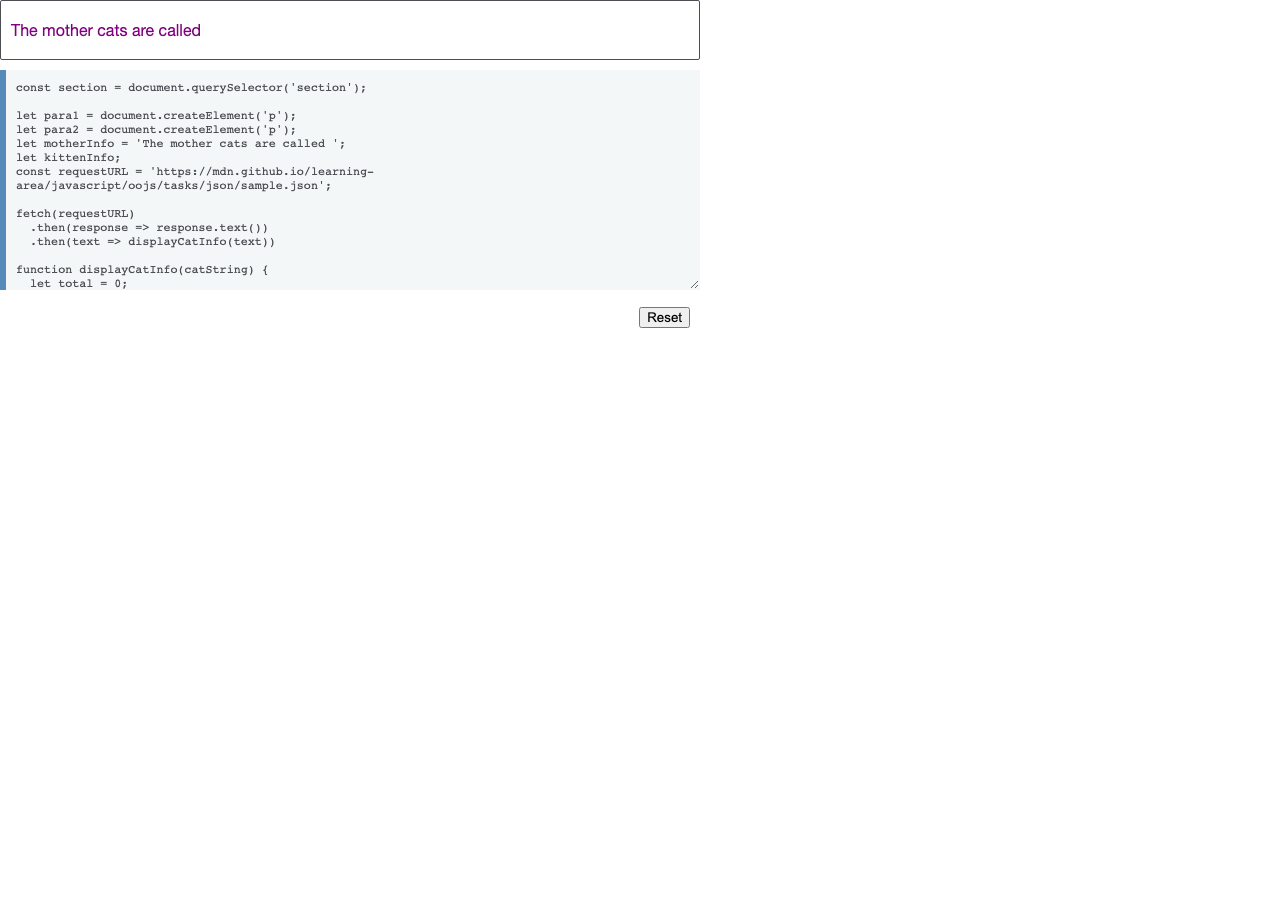 The mother cats are called
const section = document.querySelector('section');
let para1 = document.createElement('p');
let para2 = document.createElement('p');
let motherInfo = 'The mother cats are called ';
let kittenInfo;
const requestURL = 'https://mdn.github.io/learning-
area/javascript/oojs/tasks/json/sample.json';
fetch(requestURL)
  .then(response => response.text())
  .then(text => displayCatInfo(text))
function displayCatInfo(catString) {
  let total = 0;
Reset